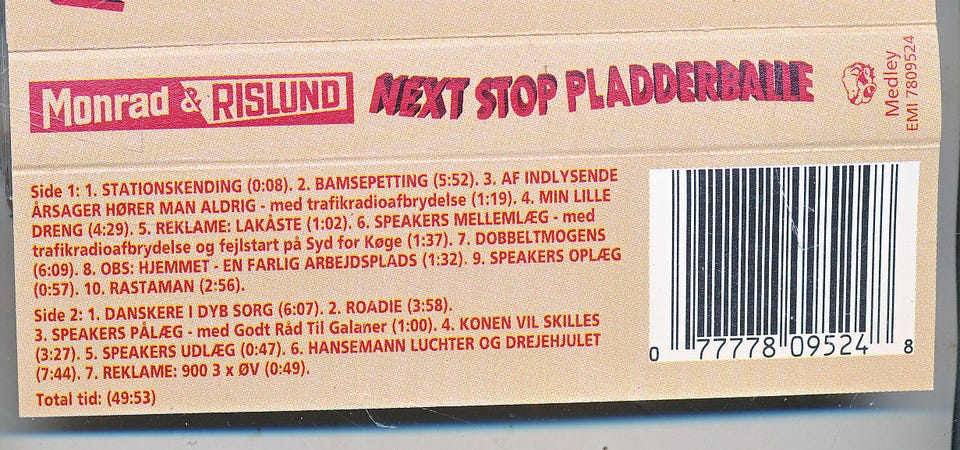 Monrad & RISLUND NEXT STOP PLADDERBALLE
Medley
EMI 7809524
Side 1: 1. STATIONSKENDING (0:08). 2. BAMSEPETTING (5:52). 3. AF INDLYSENDE
ÅRSAGER HØRER MAN ALDRIG - med trafikradioafbrydelse (1:19). 4. MIN LILLE
DRENG (4:29). 5. REKLAME: LAKÅSTE (1:02). 6. SPEAKERS MELLEMLÆG - med
trafikradioafbrydelse og fejlstart på Syd for Køge (1:37). 7. DOBBELTMOGENS
(6:09). 8. OBS: HJEMMET - EN FARLIG ARBEJDSPLADS (1:32). 9. SPEAKERS OPLÆG
(0:57). 10. RASTAMAN (2:56).
Side 2: 1. DANSKERE I DYB SORG (6:07). 2. ROADIE (3:58).
3. SPEAKERS PÅLÆG - med Godt Råd Til Galaner (1:00). 4. KONEN VIL SKILLES
(3:27). 5. SPEAKERS UDLÆG (0:47). 6. HANSEMANN LUCHTER OG DREJEHJULET
(7:44). 7. REKLAME: 900 3 x ØV (0:49).
Total tid: (49:53)
0 77778 09524 8